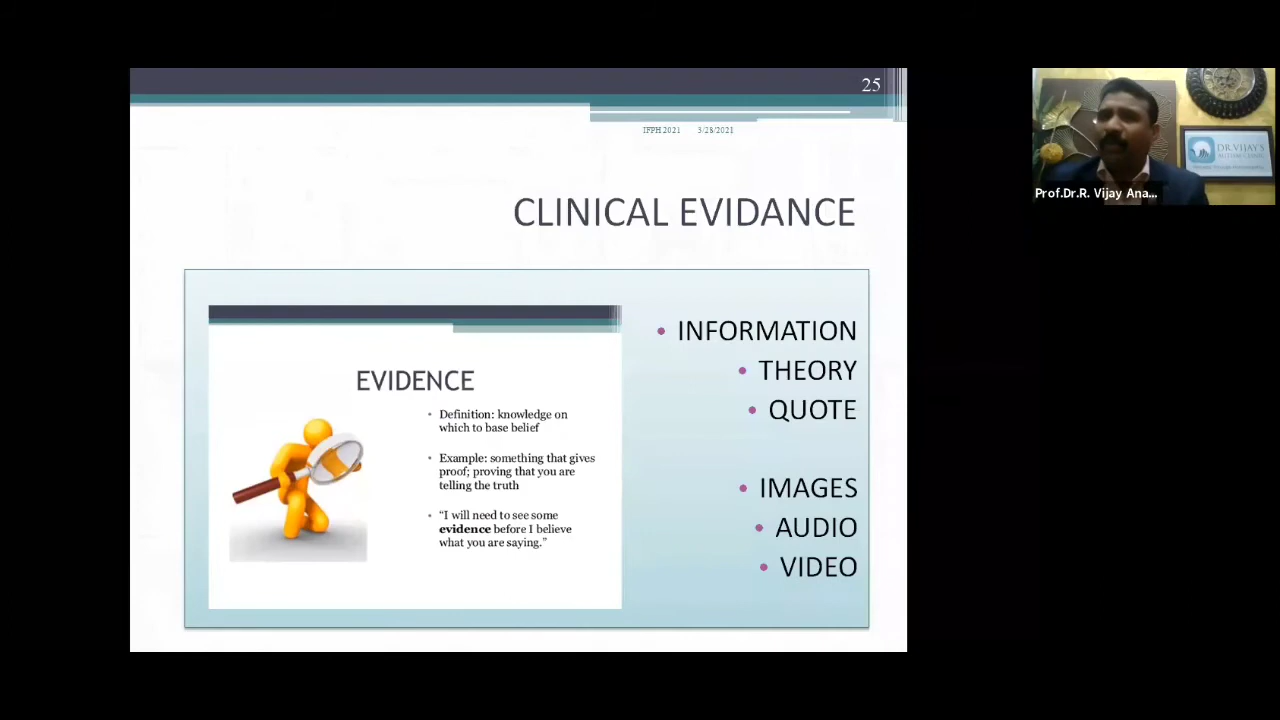 25
IFPH 2021 3/28/2021
CLINICAL EVIDANCE
EVIDENCE
• Definition: knowledge on
which to base belief
• Example: something that gives
proof; proving that you are
telling the truth
• “I will need to see some
evidence before I believe
what you are saying.”
• INFORMATION
• THEORY
• QUOTE
• IMAGES
• AUDIO
• VIDEO
DR.VIJAY'S
AUTISM CLINIC
Prof.Dr.R. Vijay Ana...